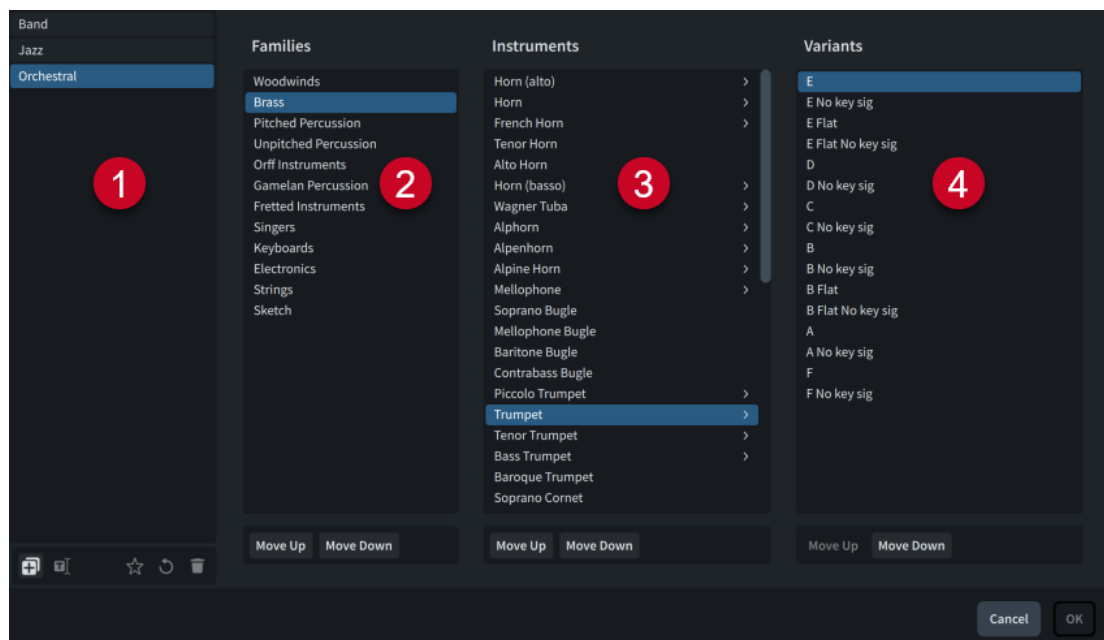 Band
Jazz
Orchestral
1
Families
Woodwinds
Brass
Pitched Percussion
Unpitched Percussion
Orff Instruments
Gamelan Percussion
Fretted Instruments
Singers
Keyboards
Electronics
Strings
Sketch
2
Move Up Move Down
Instruments
Horn (alto)
Horn
French Horn
Tenor Horn
Alto Horn
Horn (basso)
Wagner Tuba
Alphorn
Alpenhorn
Alpine Horn
Mellophone
Soprano Bugle
Mellophone Bugle
Baritone Bugle
Contrabass Bugle
Piccolo Trumpet
Trumpet
Tenor Trumpet
Bass Trumpet
Baroque Trumpet
Soprano Cornet
3
Move Up Move Down
Variants
E
E No key sig
E Flat
E Flat No key sig
D
D No key sig
C
C No key sig
B
B No key sig
B Flat
B Flat No key sig
A
A No key sig
F
F No key sig
4
Move Up Move Down
Cancel OK